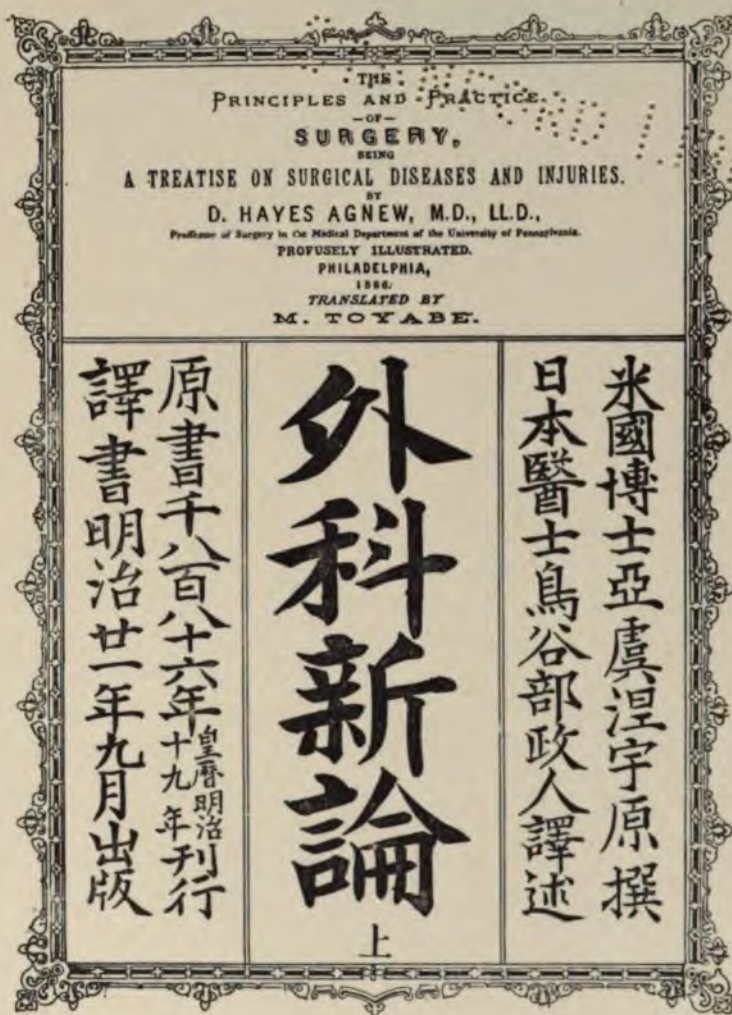 THE
PRINCIPLES AND PRACTICE
—OF—
SURGERY,
BEING
A TREATISE ON SURGICAL DISEASES AND INJURIES.
BY
D. HAYES AGNEW, M.D., LL.D.,
Professor of Surgery in the Medical Department of the University of Pennsylvania.
PROFUSELY ILLUSTRATED.
PHILADELPHIA,
1886.
TRANSLATED BY
M. TOYABE.
米國博士亞虞涅宇原撰
日本醫士鳥谷部政人譯述
外科新論
上
原書千八百八十六年皇曆明治十九年刊行
譯書明治廿一年九月出版